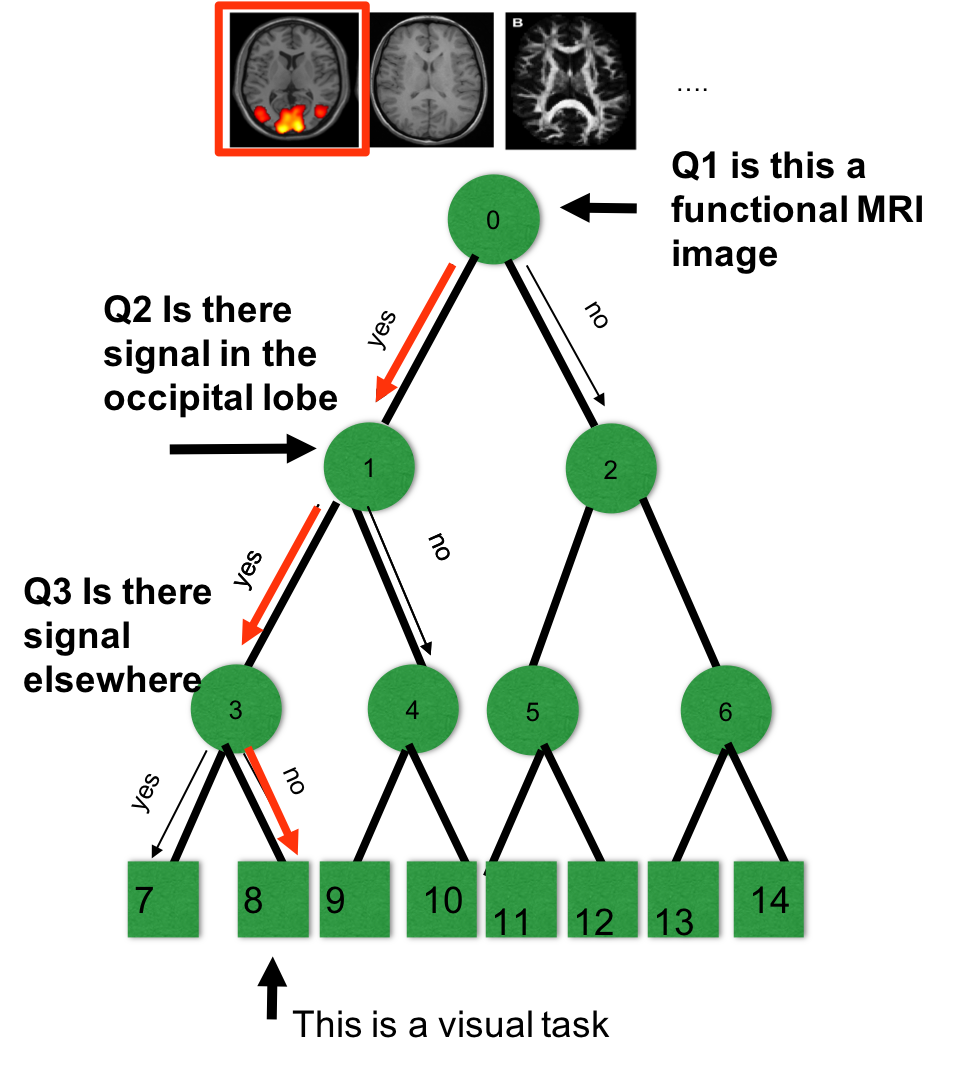 B
....
Q1 is this a
functional MRI
image
0
yes
no
Q2 Is there
signal in the
occipital lobe
1
2
yes
no
Q3 Is there
signal
elsewhere
3
4
5
6
yes
no
7
8
9
10
11
12
13
14
This is a visual task